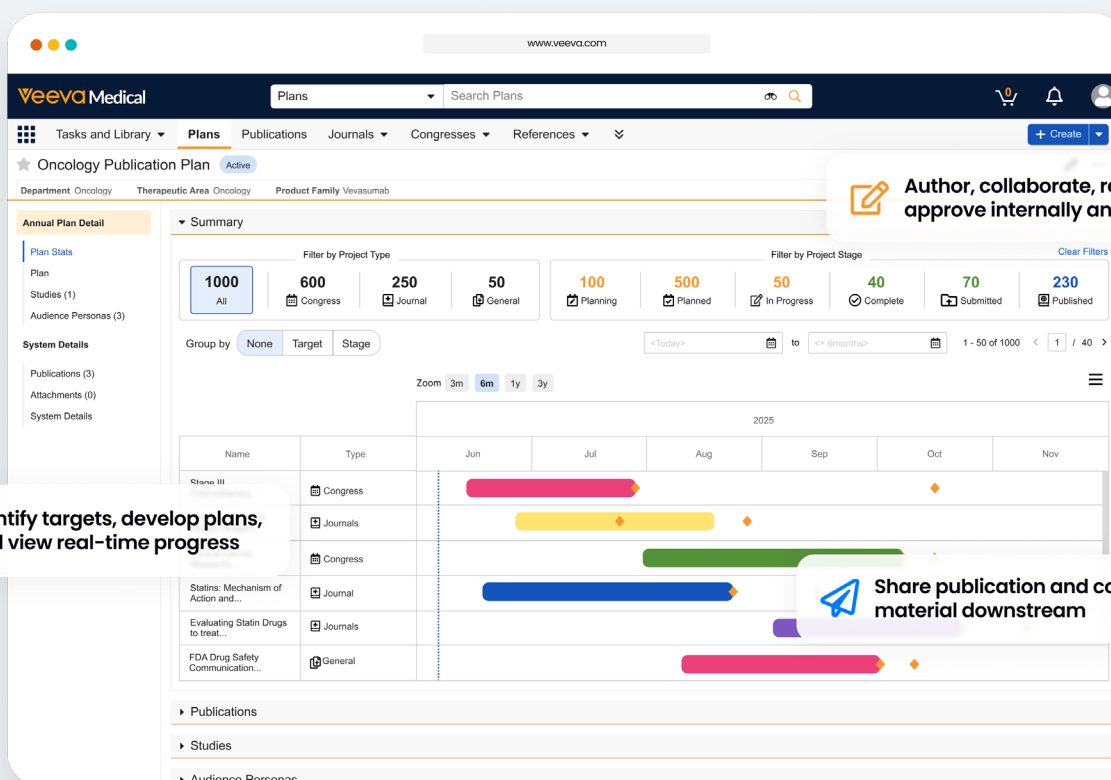 www.veeva.com
Veeva Medical
Plans
Search Plans
0
Tasks and Library
Plans
Publications
Journals
Congresses
References
+ Create
Oncology Publication Plan
Active
Department Oncology
Therapeutic Area Oncology
Product Family Vevasumab
Author, collaborate, re
approve internally an
Annual Plan Detail
Plan Stats
Plan
Studies (1)
Audience Personas (3)
System Details
Publications (3)
Attachments (0)
System Details
Summary
Filter by Project Type
Filter by Project Stage
Clear Filters
1000
All
600
Congress
250
Journal
50
General
100
Planning
500
Planned
50
In Progress
40
Complete
70
Submitted
230
Published
Group by
None
Target
Stage
<Today>
to
<+ 6months>
1 - 50 of 1000
1 / 40
Zoom
3m
6m
1y
3y
2025
Name
Type
Jun
Jul
Aug
Sep
Oct
Nov
Stage III
Congress
Journals
ntify targets, develop plans,
d view real-time progress
Congress
Statins: Mechanism of
Action and...
Journal
Share publication and co
material downstream
Evaluating Statin Drugs
to treat...
Journals
FDA Drug Safety
Communication...
General
Publications
Studies
Audience Personas